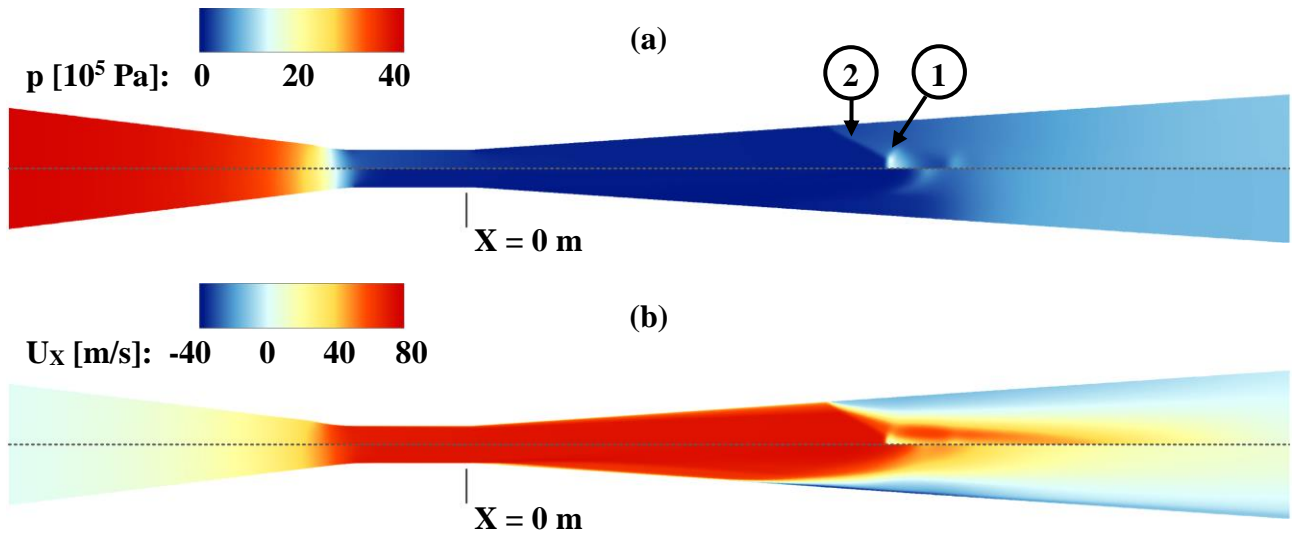 (a)
2 1
p [10⁵ Pa]: 0 20 40
X = 0 m
(b)
Uₓ [m/s]: -40 0 40 80
X = 0 m